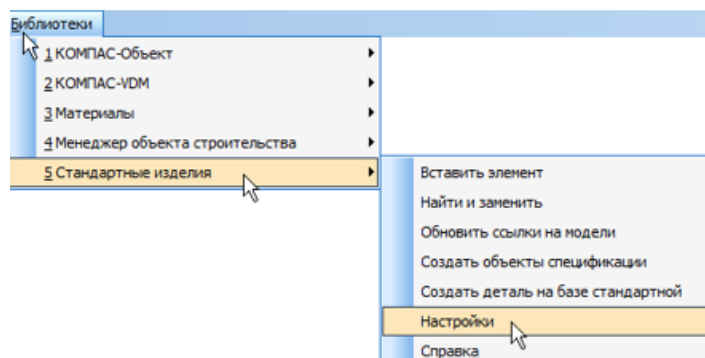 Библиотеки
1 КОМПАС-Объект
2 КОМПАС-VDM
3 Материалы
4 Менеджер объекта строительства
5 Стандартные изделия
Вставить элемент
Найти и заменить
Обновить ссылки на модели
Создать объекты спецификации
Создать деталь на базе стандартной
Настройки
Справка